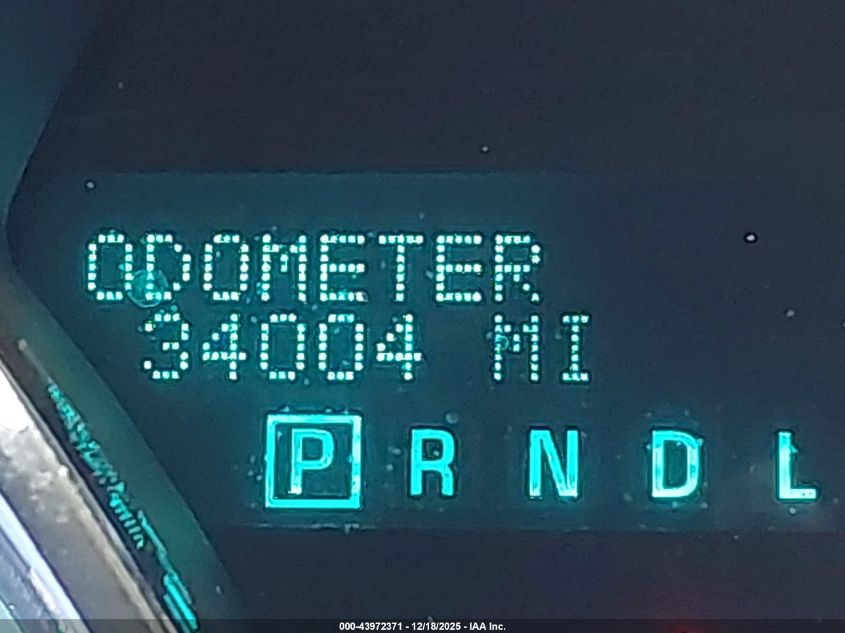 ODOMETER
34004 MI
P R N D L
000-43972371 - 12/18/2025 - IAA Inc.